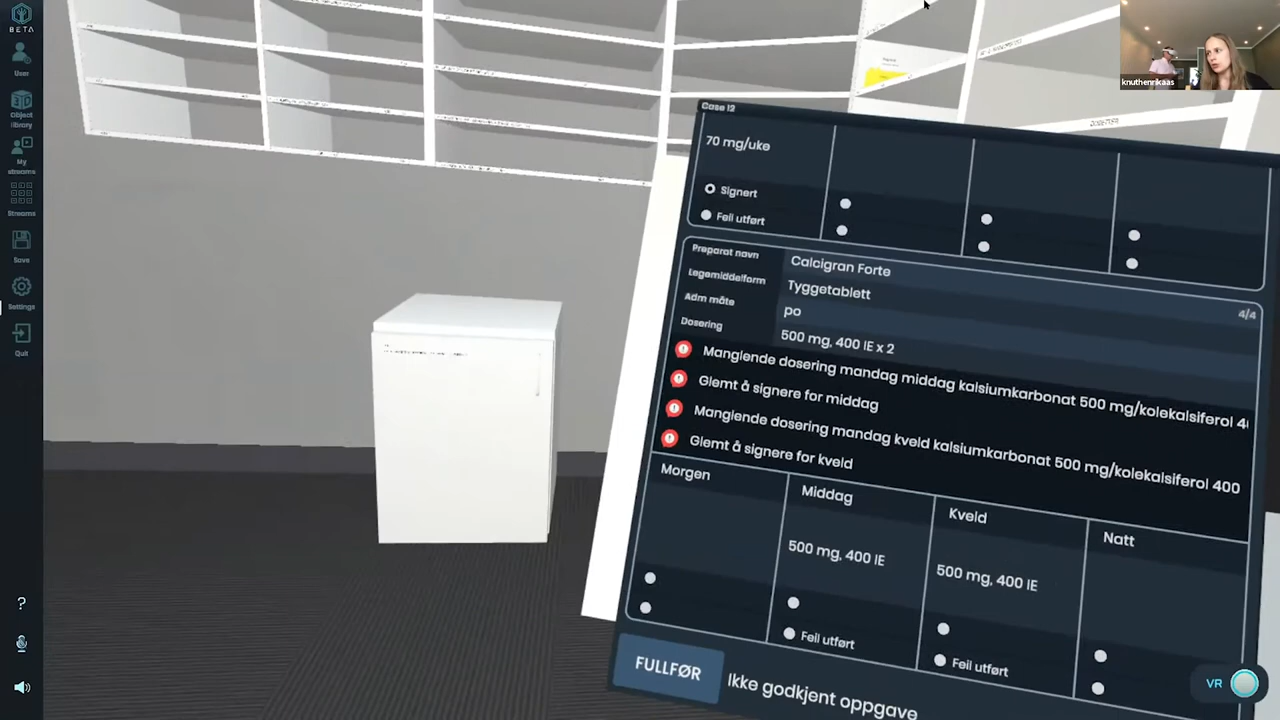 BETA
User
Object
library
My
streams
Streams
Save
Settings
Quit
?
knuthenrikaas
DOSETTER
Case 12
70 mg/uke
Signert
Feil utført
Preparat navn
Calcigran Forte
4/4
Legemiddelform
Tyggetablett
Adm måte
po
Dosering
500 mg, 400 IE x 2
Manglende dosering mandag middag kalsiumkarbonat 500 mg/kolekalsiferol 4
Glemt å signere for middag
Manglende dosering mandag kveld kalsiumkarbonat 500 mg/kolekalsiferol 400
Glemt å signere for kveld
Morgen
Middag
Kveld
Natt
500 mg, 400 IE
500 mg, 400 IE
Feil utført
Feil utført
FULLFØR
Ikke godkjent oppgave
VR